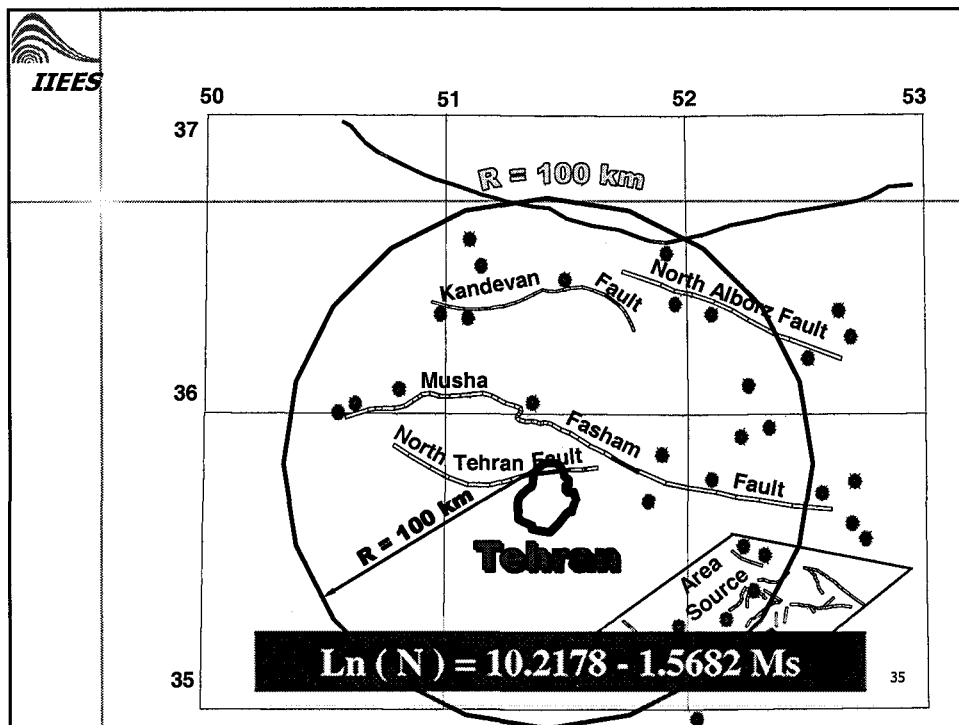 IIEES
50 51 52 53
37
R = 100 km
Kandevan Fault
North Alborz Fault
36
Musha Fasham Fault
North Tehran Fault
R = 100 km
Tehran
Area
Source
Ln ( N ) = 10.2178 - 1.5682 Ms
35
35